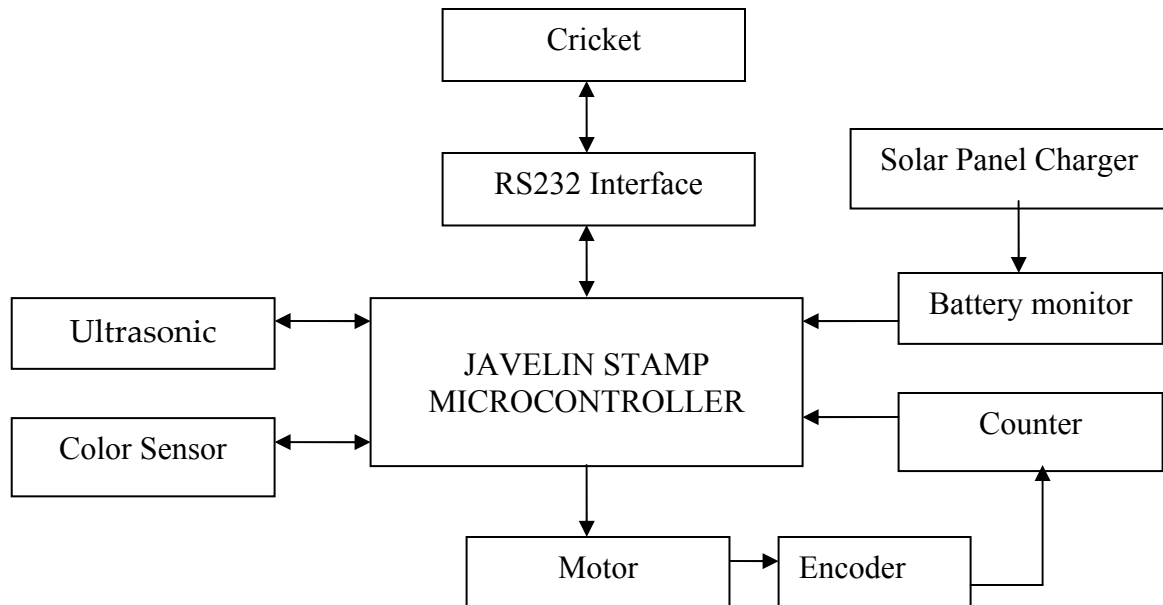 Cricket
Solar Panel Charger
RS232 Interface
Battery monitor
Ultrasonic
JAVELIN STAMP
MICROCONTROLLER
Counter
Color Sensor
Motor
Encoder